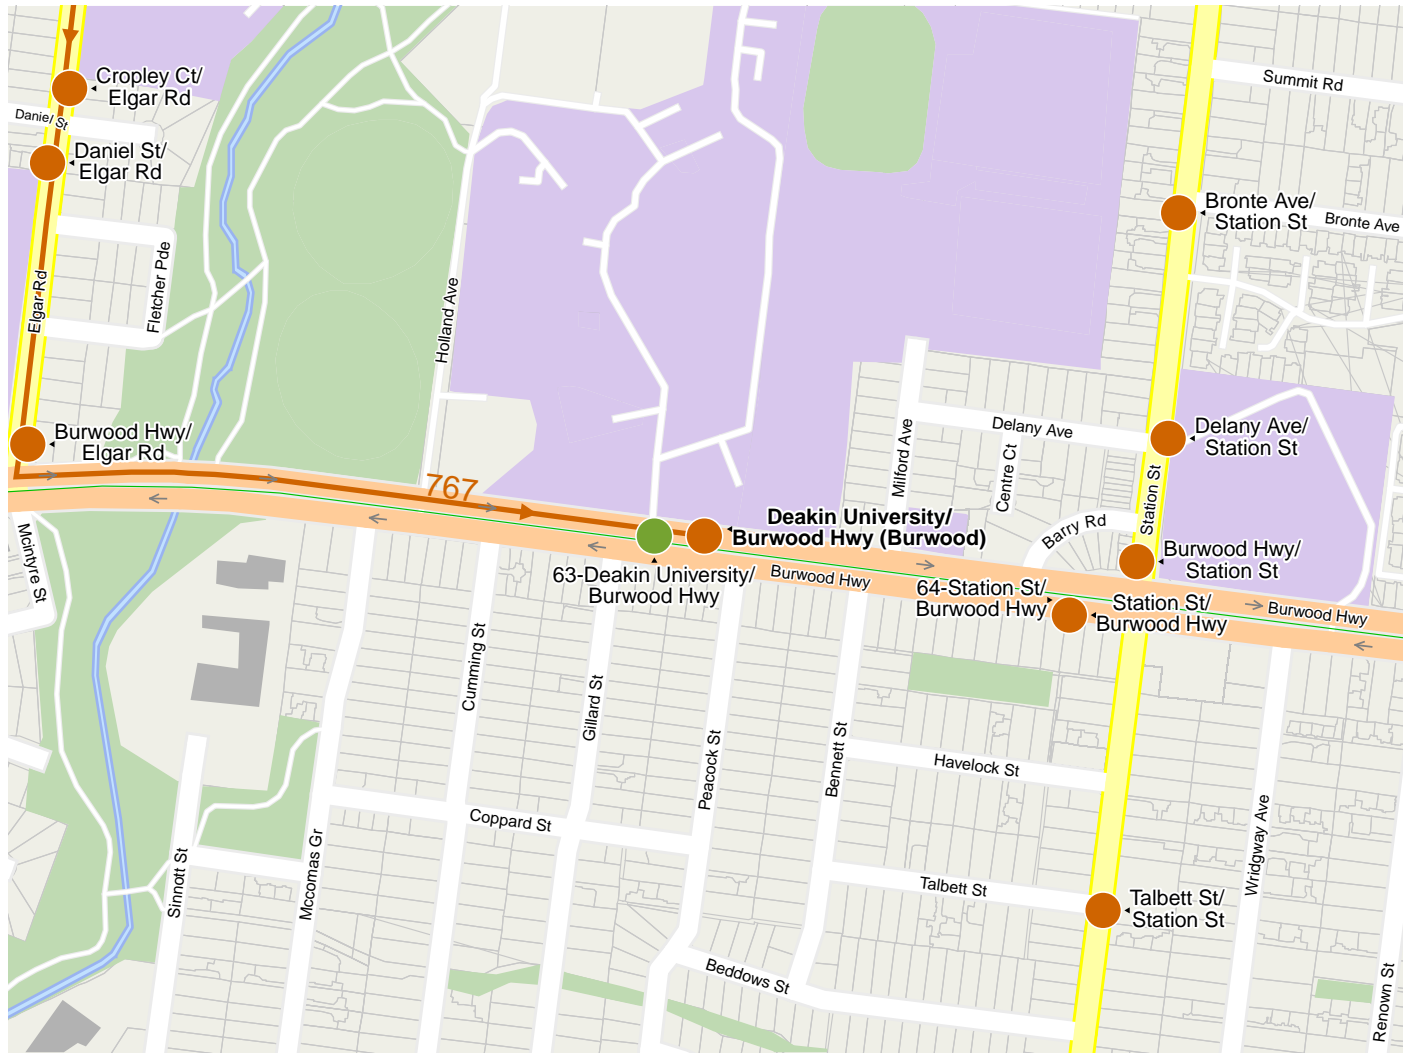 Cropley Ct/
Elgar Rd
Daniel St
Daniel St/
Elgar Rd
Summit Rd
Bronte Ave/
Station St
Bronte Ave
Fletcher Pde
Elgar Rd
Holland Ave
Burwood Hwy/
Elgar Rd
Delany Ave
Delany Ave/
Station St
Milford Ave
Centre Ct
Station St
767
Deakin University/
Burwood Hwy (Burwood)
Barry Rd
Burwood Hwy/
Station St
Mcintyre St
63-Deakin University/
Burwood Hwy
Burwood Hwy
64-Station St/
Burwood Hwy
Station St/
Burwood Hwy
Burwood Hwy
Cumming St
Gillard St
Peacock St
Bennett St
Havelock St
Coppard St
Wridgway Ave
Mccomas Gr
Sinnott St
Talbett St
Talbett St/
Station St
Beddows St
Renown St